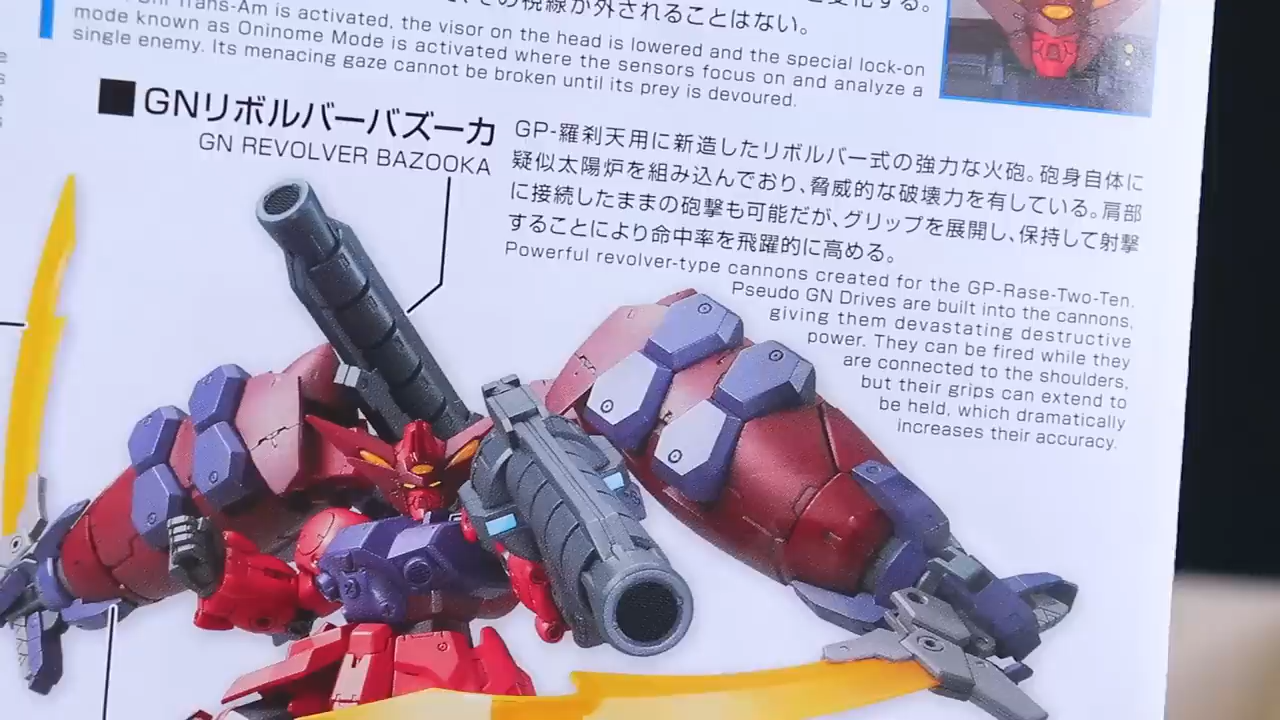 の視線が外されることはない。
Trans-Am is activated, the visor on the head is lowered and the special lock-on
mode known as Oninome Mode is activated where the sensors focus on and analyze a
single enemy. Its menacing gaze cannot be broken until its prey is devoured.
■GNリボルバーバズーカ
GN REVOLVER BAZOOKA
GP-羅刹天用に新造したリボルバー式の強力な火砲。砲身自体に
疑似太陽炉を組み込んでおり、脅威的な破壊力を有している。肩部
に接続したままの砲撃も可能だが、グリップを展開し、保持して射撃
することにより命中率を飛躍的に高める。
Powerful revolver-type cannons created for the GP-Rase-Two-Ten.
Pseudo GN Drives are built into the cannons,
giving them devastating destructive
power. They can be fired while they
are connected to the shoulders,
but their grips can extend to
be held, which dramatically
increases their accuracy.